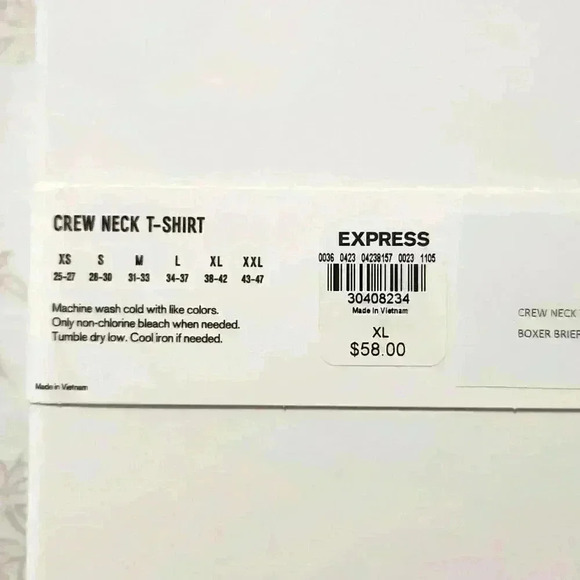 CREW NECK T-SHIRT
XS S M L XL XXL
25-27 28-30 31-33 34-37 38-42 43-47
Machine wash cold with like colors.
Only non-chlorine bleach when needed.
Tumble dry low. Cool iron if needed.
Made in Vietnam
EXPRESS
0036 0423 04238157 0023 1105
30408234
Made in Vietnam
XL
$58.00
CREW NECK
BOXER BRIEF